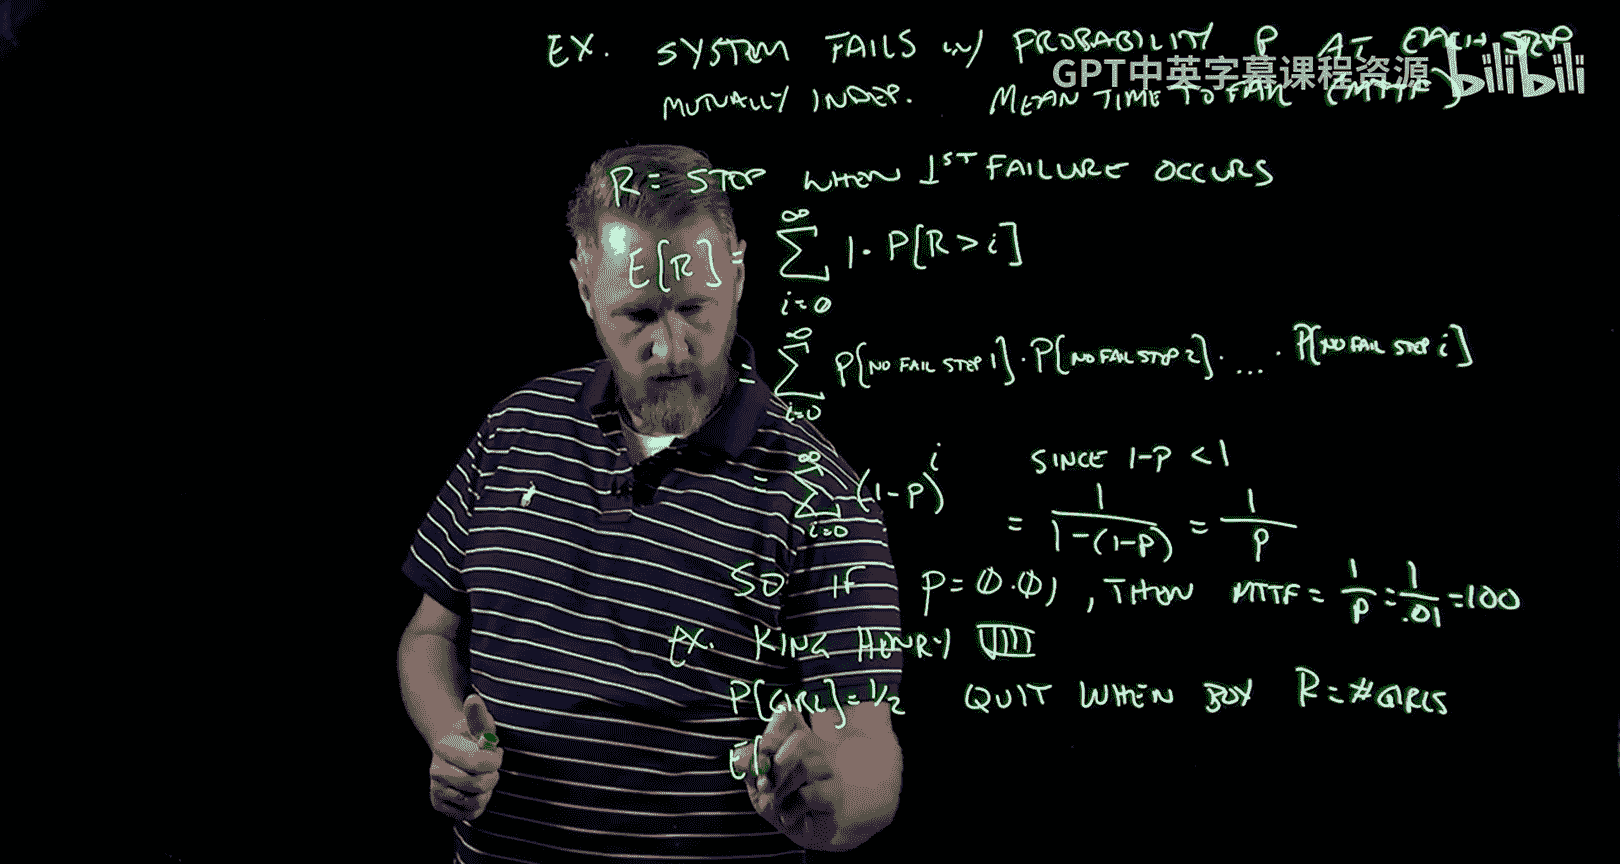 EX. SYSTEM FAILS W/ PROBABILITY P AT EACH STEP
GPT中英字幕课程资源 bilibili
MUTUALLY INDEP. MEAN TIME TO FAIL (MTTF)
R = STEP WHEN 1ST FAILURE OCCURS
E[R] = ∞ ∑ i=0 1 · P[R > i]
= ∞ ∑ i=0 P[NO FAIL STEP 1] · P[NO FAIL STEP 2] · ... · P[NO FAIL STEP i]
SINCE 1-P < 1
= ∞ ∑ i=0 (1-P)^i = 1/(1-(1-P)) = 1/P
SO IF P = 0.01, THEN MTTF = 1/P = 1/.01 = 100
EX. KING HENRY VIII
P[GIRL] = 1/2 QUIT WHEN BOY R = # GIRLS
E[